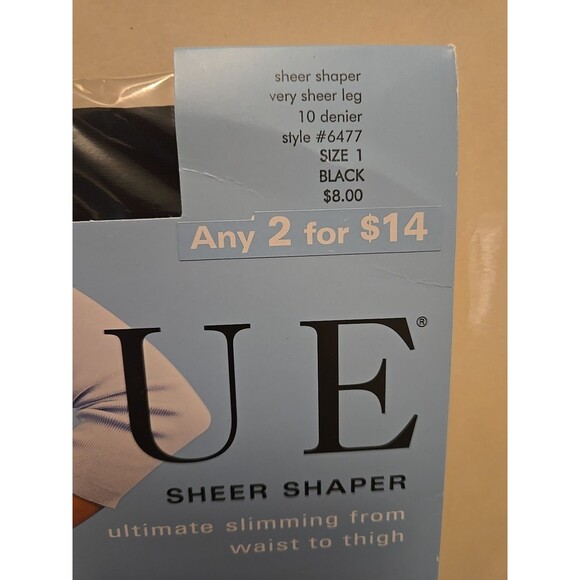 sheer shaper
very sheer leg
10 denier
style #6477
SIZE 1
BLACK
$8.00
Any 2 for $14
UE®
SHEER SHAPER
ultimate slimming from
waist to thigh